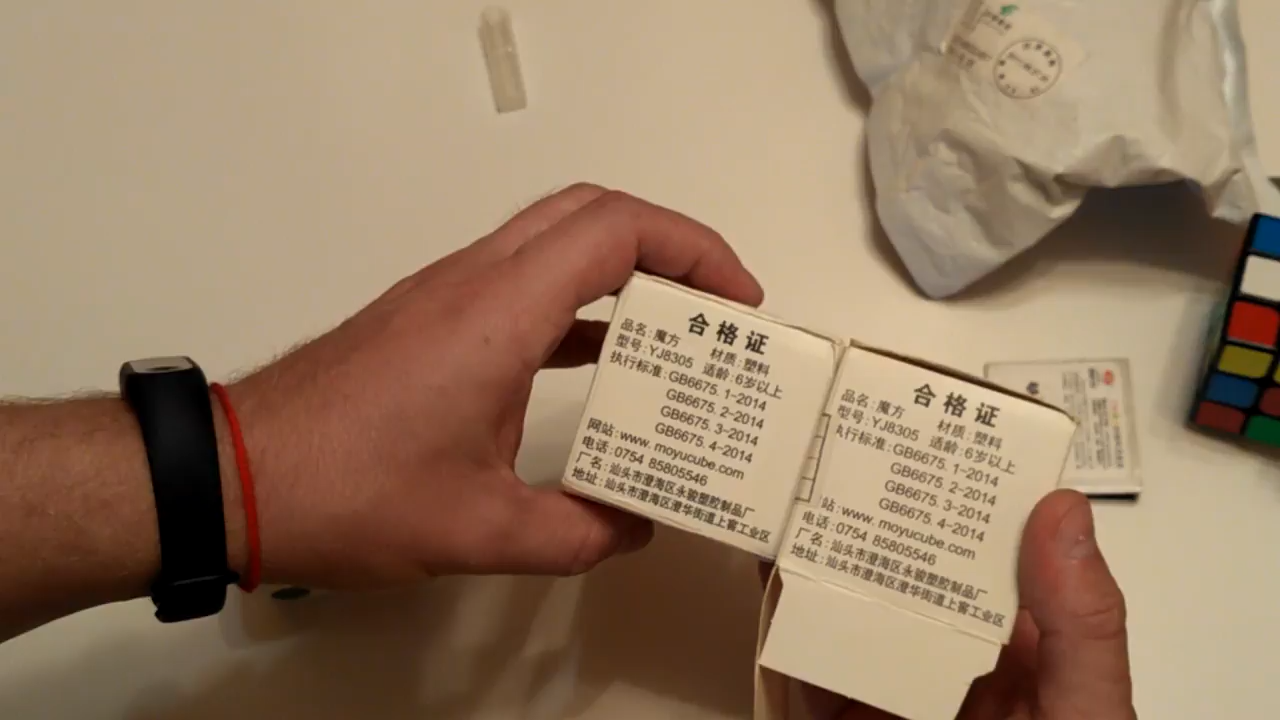 合格证
品名:魔方 材质:塑料
型号:YJ8305 适龄:6岁以上
执行标准:GB6675.1-2014
GB6675.2-2014
GB6675.3-2014
GB6675.4-2014
网站:www.moyucube.com
电话:0754 85805546
厂名:汕头市澄海区永骏塑胶制品厂
地址:汕头市澄海区澄华街道上窖工业区
合格证
品名:魔方 材质:塑料
型号:YJ8305 适龄:6岁以上
执行标准:GB6675.1-2014
GB6675.2-2014
GB6675.3-2014
GB6675.4-2014
站:www.moyucube.com
电话:0754 85805546
厂名:汕头市澄海区永骏塑胶制品厂
地址:汕头市澄海区澄华街道上窖工业区